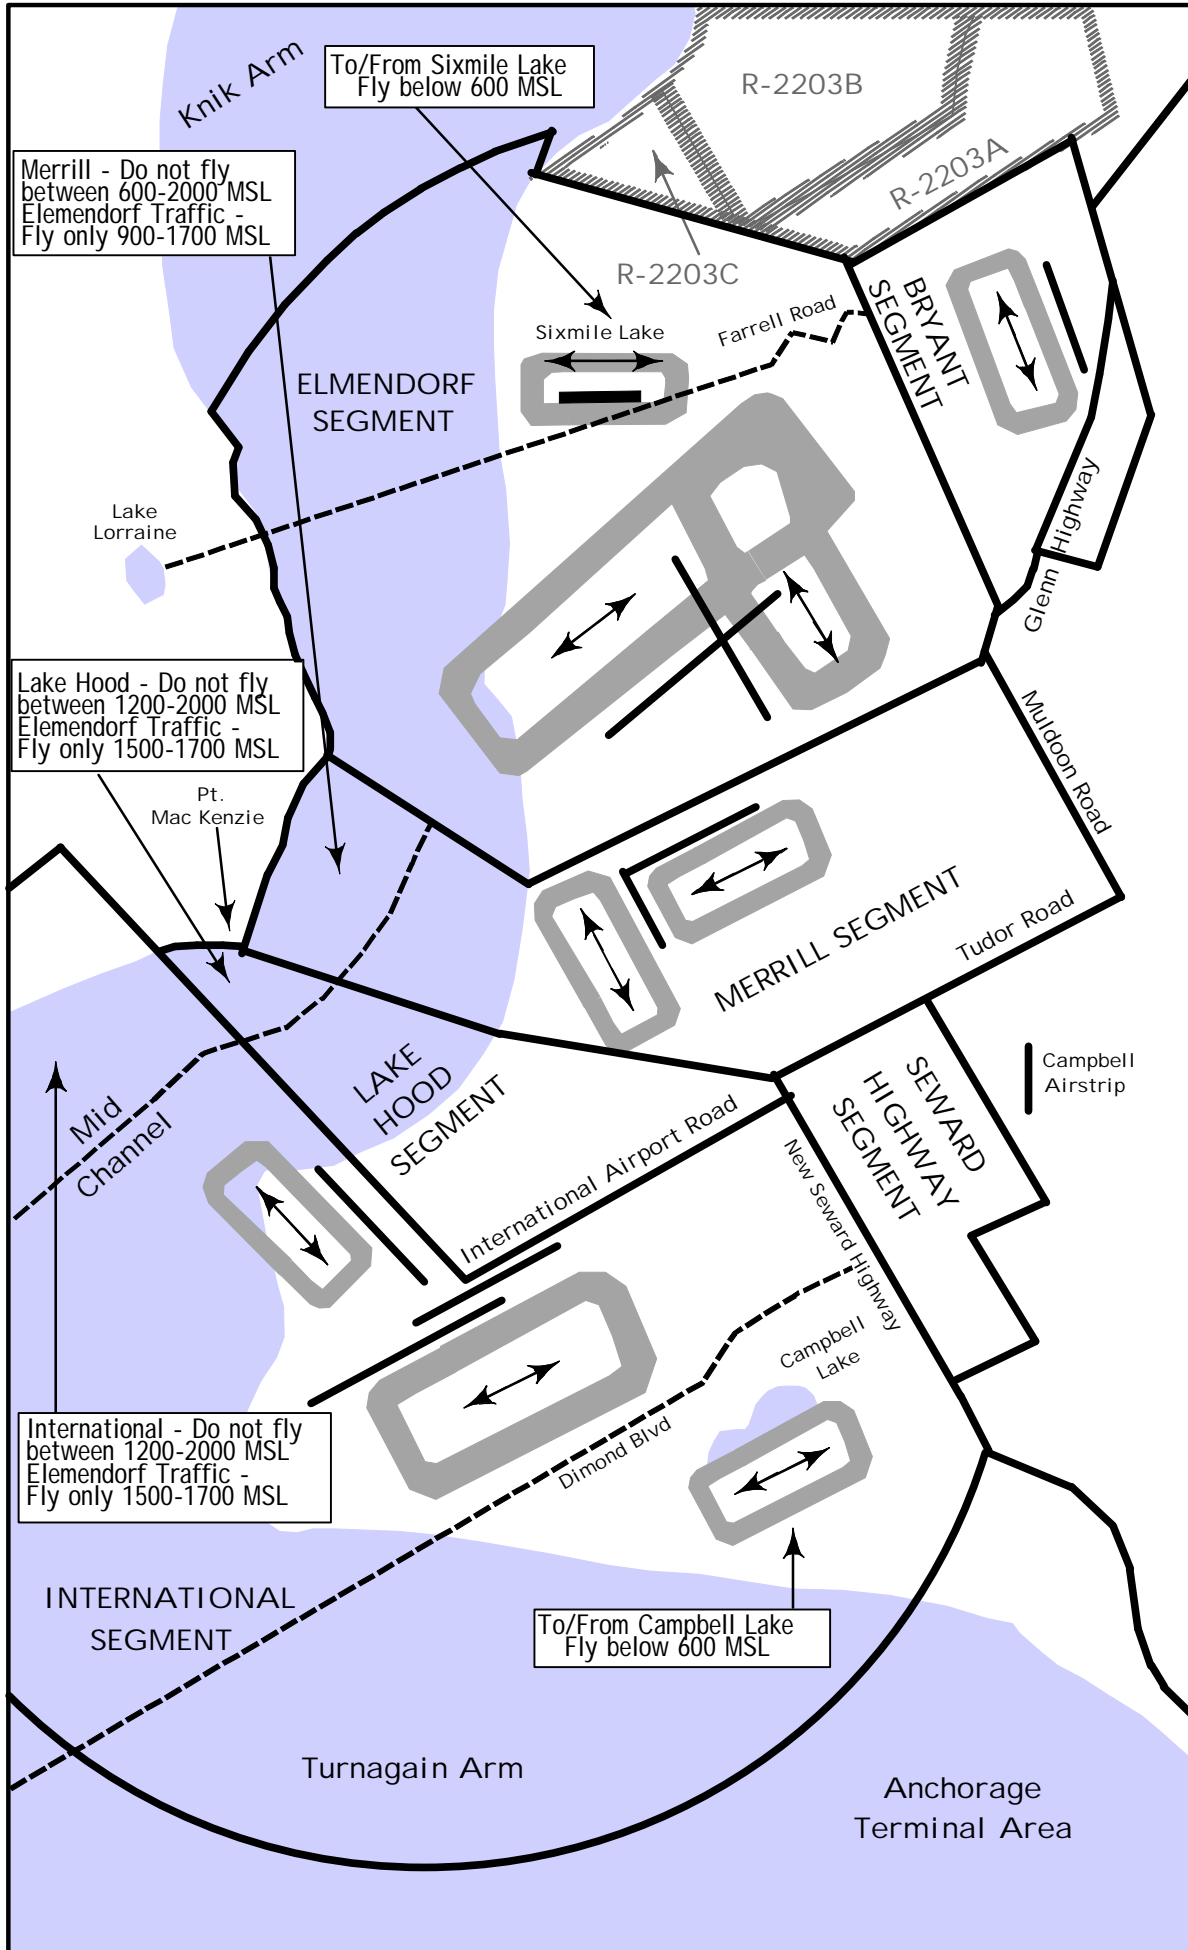 Knik Arm
To/From Sixmile Lake
Fly below 600 MSL
R-2203B
R-2203A
R-2203C
Merrill - Do not fly
between 600-2000 MSL
Elemendorf Traffic -
Fly only 900-1700 MSL
BRYANT
SEGMENT
Farrell Road
Sixmile Lake
ELMENDORF
SEGMENT
Lake
Lorraine
Glenn Highway
Lake Hood - Do not fly
between 1200-2000 MSL
Elemendorf Traffic -
Fly only 1500-1700 MSL
Muldoon Road
Pt.
Mac Kenzie
MERRILL SEGMENT
Tudor Road
LAKE
HOOD
SEGMENT
SEWARD
HIGHWAY
SEGMENT
Campbell
Airstrip
Mid
Channel
International Airport Road
New Seward Highway
Campbell
Lake
Dimond Blvd
International - Do not fly
between 1200-2000 MSL
Elemendorf Traffic -
Fly only 1500-1700 MSL
INTERNATIONAL
SEGMENT
To/From Campbell Lake
Fly below 600 MSL
Turnagain Arm
Anchorage
Terminal Area